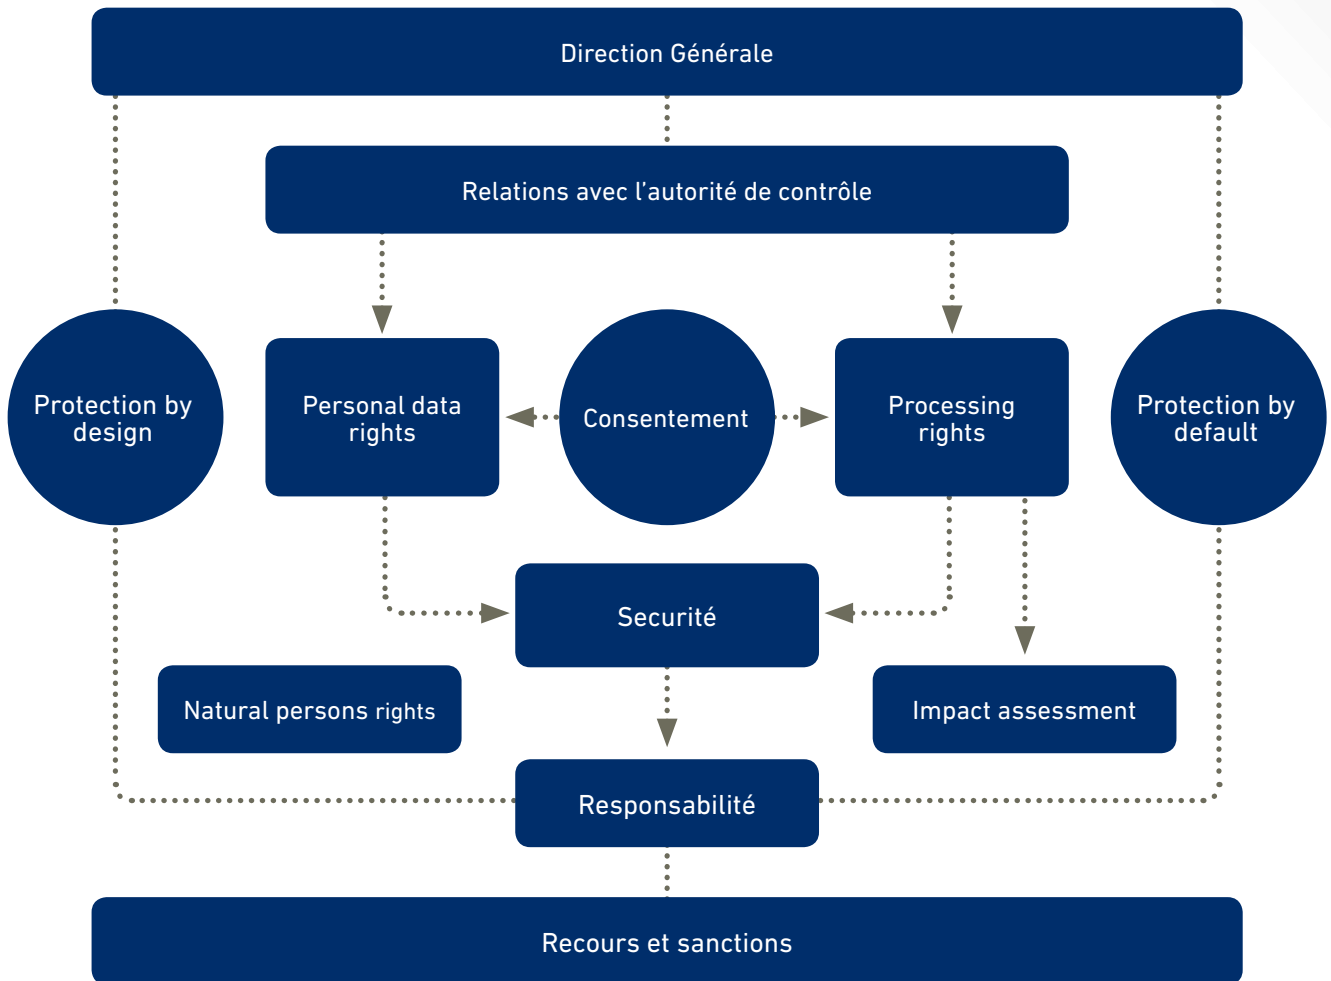 Direction Générale
Relations avec l'autorité de contrôle
Protection by
design
Personal data
rights
Consentement
Processing
rights
Protection by
default
Securité
Natural persons rights
Impact assessment
Responsabilité
Recours et sanctions